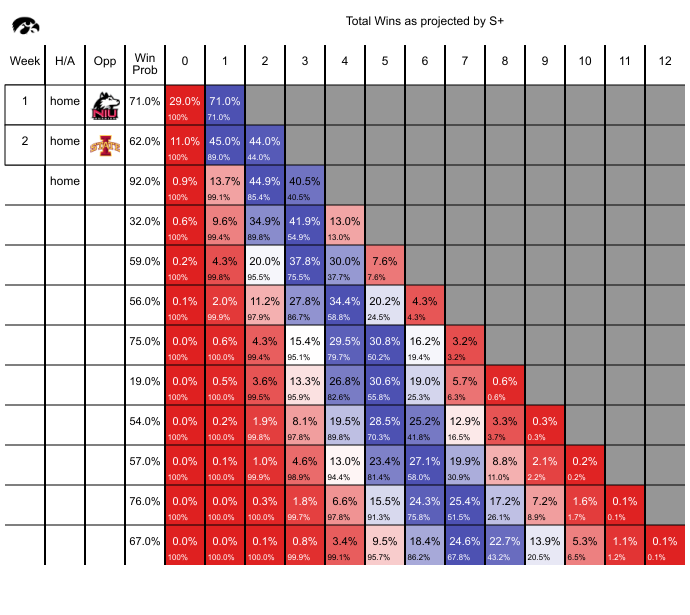 Total Wins as projected by S+
Week H/A Opp Win Prob 0 1 2 3 4 5 6 7 8 9 10 11 12
1 home NIU 71.0% 29.0% 71.0%
100% 71.0%
2 home STATE 62.0% 11.0% 45.0% 44.0%
100% 89.0% 44.0%
home 92.0% 0.9% 13.7% 44.9% 40.5%
100% 99.1% 85.4% 40.5%
32.0% 0.6% 9.6% 34.9% 41.9% 13.0%
100% 99.4% 89.8% 54.9% 13.0%
59.0% 0.2% 4.3% 20.0% 37.8% 30.0% 7.6%
100% 99.8% 95.5% 75.5% 37.7% 7.6%
56.0% 0.1% 2.0% 11.2% 27.8% 34.4% 20.2% 4.3%
100% 99.9% 97.9% 86.7% 58.8% 24.5% 4.3%
75.0% 0.0% 0.6% 4.3% 15.4% 29.5% 30.8% 16.2% 3.2%
100% 100.0% 99.4% 95.1% 79.7% 50.2% 19.4% 3.2%
19.0% 0.0% 0.5% 3.6% 13.3% 26.8% 30.6% 19.0% 5.7% 0.6%
100% 100.0% 99.5% 95.9% 82.6% 55.8% 25.3% 6.3% 0.6%
54.0% 0.0% 0.2% 1.9% 8.1% 19.5% 28.5% 25.2% 12.9% 3.3% 0.3%
100% 100.0% 99.8% 97.8% 89.8% 70.3% 41.8% 16.5% 3.7% 0.3%
57.0% 0.0% 0.1% 1.0% 4.6% 13.0% 23.4% 27.1% 19.9% 8.8% 2.1% 0.2%
100% 100.0% 99.9% 98.9% 94.4% 81.4% 58.0% 30.9% 11.0% 2.2% 0.2%
76.0% 0.0% 0.0% 0.3% 1.8% 6.6% 15.5% 24.3% 25.4% 17.2% 7.2% 1.6% 0.1%
100% 100.0% 100.0% 99.7% 97.8% 91.3% 75.8% 51.5% 26.1% 8.9% 1.7% 0.1%
67.0% 0.0% 0.0% 0.1% 0.8% 3.4% 9.5% 18.4% 24.6% 22.7% 13.9% 5.3% 1.1% 0.1%
100% 100.0% 100.0% 99.9% 99.1% 95.7% 86.2% 67.8% 43.2% 20.5% 6.5% 1.2% 0.1%